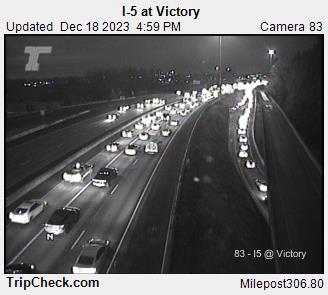 I-5 at Victory
Updated Dec 18 2023 4:59 PM Camera 83
T
N
83 - I5 @ Victory
TripCheck.com Milepost306.80